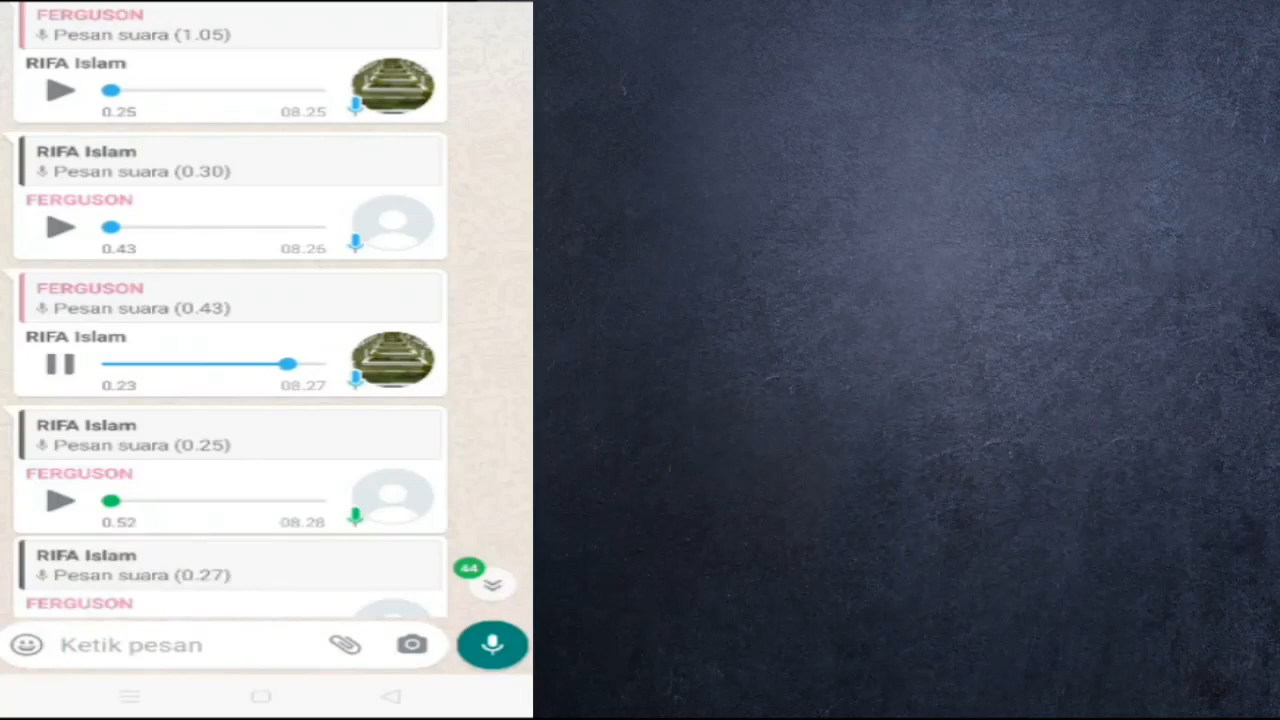 FERGUSON
Pesan suara (1.05)
RIFA Islam
0.25 08.25
RIFA Islam
Pesan suara (0.30)
FERGUSON
0.43 08.26
FERGUSON
Pesan suara (0.43)
RIFA Islam
0.23 08.27
RIFA Islam
Pesan suara (0.25)
FERGUSON
0.52 08.28
RIFA Islam
Pesan suara (0.27)
44
FERGUSON
Ketik pesan